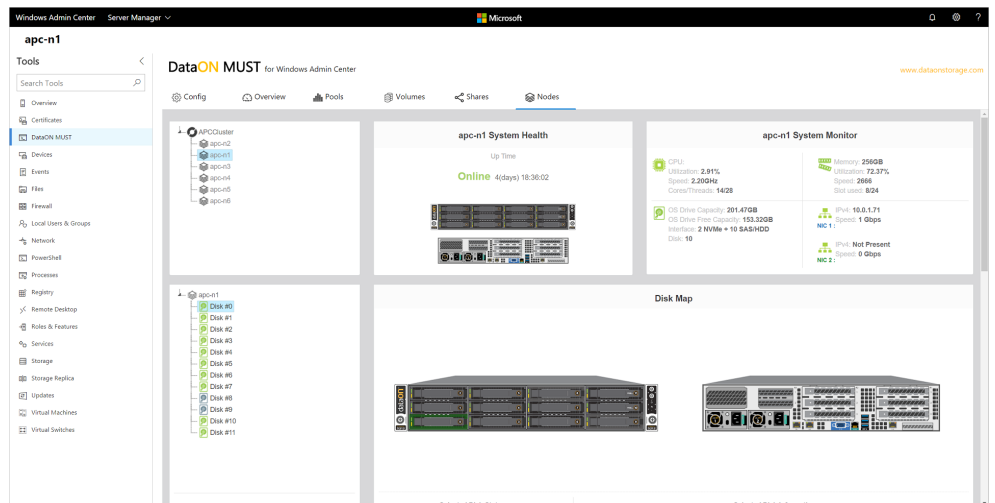 Windows Admin Center Server Manager
Microsoft
?
apc-n1
Tools
Search Tools
Overview
Certificates
DataON MUST
Devices
Events
Files
Firewall
Local Users & Groups
Network
PowerShell
Processes
Registry
Remote Desktop
Roles & Features
Services
Storage
Storage Replica
Updates
Virtual Machines
Virtual Switches
DataON MUST for Windows Admin Center
www.dataonstorage.com
Config
Overview
Pools
Volumes
Shares
Nodes
APCCluster
apc-n2
apc-n1
apc-n3
apc-n4
apc-n5
apc-n6
apc-n1 System Health
Up Time
Online 4(days) 18:36:02
apc-n1 System Monitor
CPU:
Utilization: 2.91%
Speed: 2.20GHz
Cores/Threads: 14/28
Memory: 256GB
Utilization: 72.37%
Speed: 2666
Slot used: 8/24
OS Drive Capacity: 201.47GB
OS Drive Free Capacity: 153.32GB
Interface: 2 NVMe + 10 SAS/HDD
Disk: 10
IPv4: 10.0.1.71
Speed: 1 Gbps
NIC 1 :
IPv4: Not Present
Speed: 0 Gbps
NIC 2 :
apc-n1
Disk #0
Disk #1
Disk #2
Disk #3
Disk #4
Disk #5
Disk #6
Disk #7
Disk #8
Disk #9
Disk #10
Disk #11
Disk Map
dataON